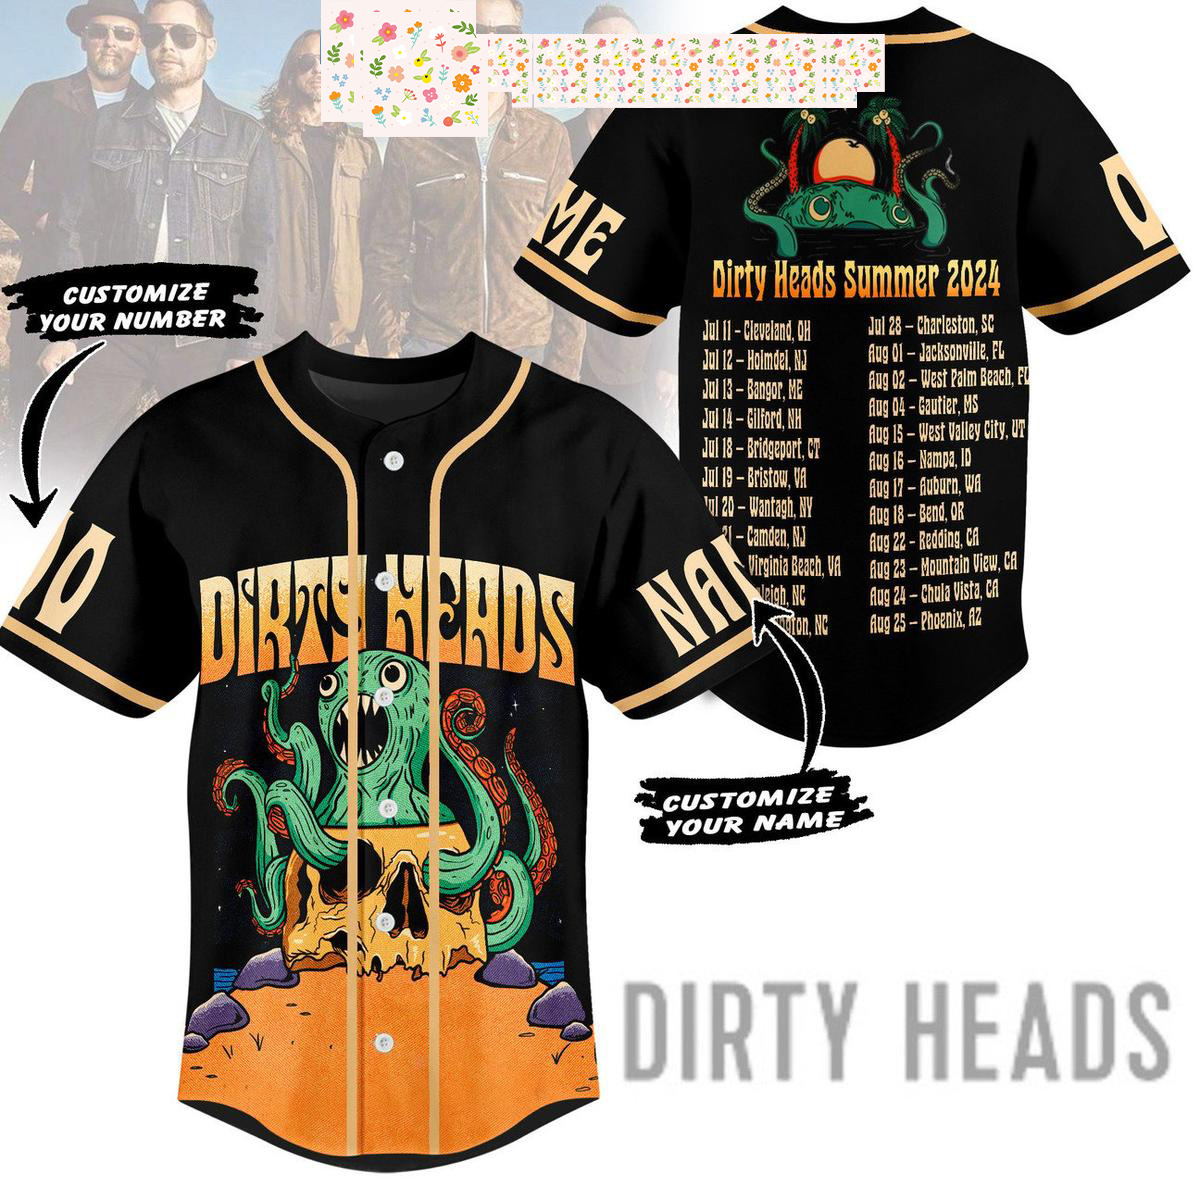 ME
Dirty Heads Summer 2024
Jul 11 – Cleveland, OH
Jul 12 – Holmdel, NJ
Jul 13 – Bangor, ME
Jul 14 – Gilford, NH
Jul 18 – Bridgeport, CT
Jul 19 – Bristow, VA
Jul 20 – Wantagh, NY
21 – Camden, NJ
Virginia Beach, VA
NC
NC
Jul 28 – Charleston, SC
Aug 01 – Jacksonville, FL
Aug 02 – West Palm Beach, FL
Aug 04 – Gautier, MS
Aug 15 – West Valley City, UT
Aug 16 – Nampa, ID
Aug 17 – Auburn, WA
Aug 18 – Bend, OR
Aug 22 – Redding, CA
Aug 23 – Mountain View, CA
Aug 24 – Chula Vista, CA
Aug 25 – Phoenix, AZ
CUSTOMIZE
YOUR NUMBER
DIRTY HEADS
CUSTOMIZE
YOUR NAME
DIRTY HEADS